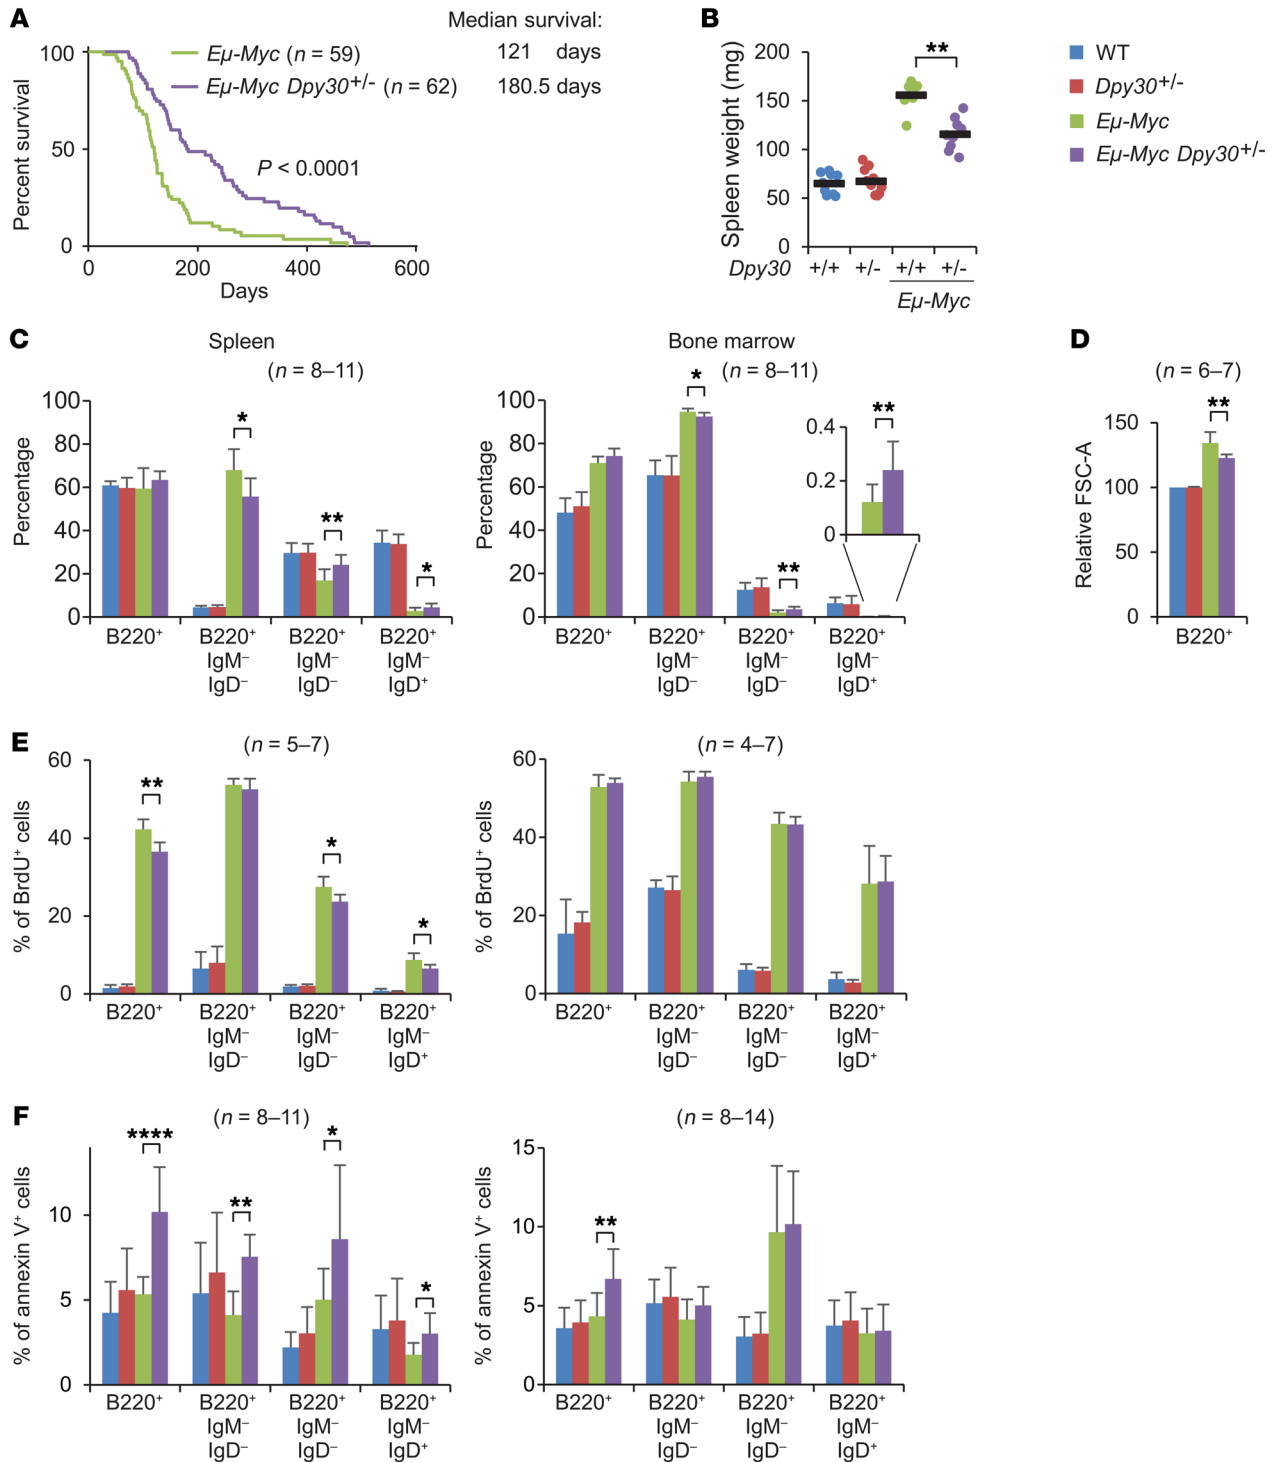 A
Median survival:
Eµ-Myc (n = 59) 121 days
Eµ-Myc Dpy30+/- (n = 62) 180.5 days
P < 0.0001
Percent survival
100
50
0
0 200 400 600
Days
B
Spleen weight (mg)
200
150
100
50
0
**
Dpy30 +/+ +/- +/+ +/-
Eµ-Myc
WT
Dpy30+/-
Eµ-Myc
Eµ-Myc Dpy30+/-
C
Spleen
(n = 8–11)
Percentage
100
80
60
40
20
0
* ** *
B220+ B220+ B220+ B220+
IgM– IgM– IgM–
IgD– IgD– IgD+
Bone marrow
(n = 8–11)
Percentage
100
80
60
40
20
0
* ** **
0.4
0.2
0
B220+ B220+ B220+ B220+
IgM– IgM– IgM–
IgD– IgD– IgD+
D
(n = 6–7)
Relative FSC-A
150
100
50
0
**
B220+
E
(n = 5–7)
% of BrdU+ cells
60
40
20
0
** * *
B220+ B220+ B220+ B220+
IgM– IgM– IgM–
IgD– IgD– IgD+
(n = 4–7)
% of BrdU+ cells
60
40
20
0
B220+ B220+ B220+ B220+
IgM– IgM– IgM–
IgD– IgD– IgD+
F
(n = 8–11)
% of annexin V+ cells
10
5
0
**** ** * *
B220+ B220+ B220+ B220+
IgM– IgM– IgM–
IgD– IgD– IgD+
(n = 8–14)
% of annexin V+ cells
15
10
5
0
**
B220+ B220+ B220+ B220+
IgM– IgM– IgM–
IgD– IgD– IgD+